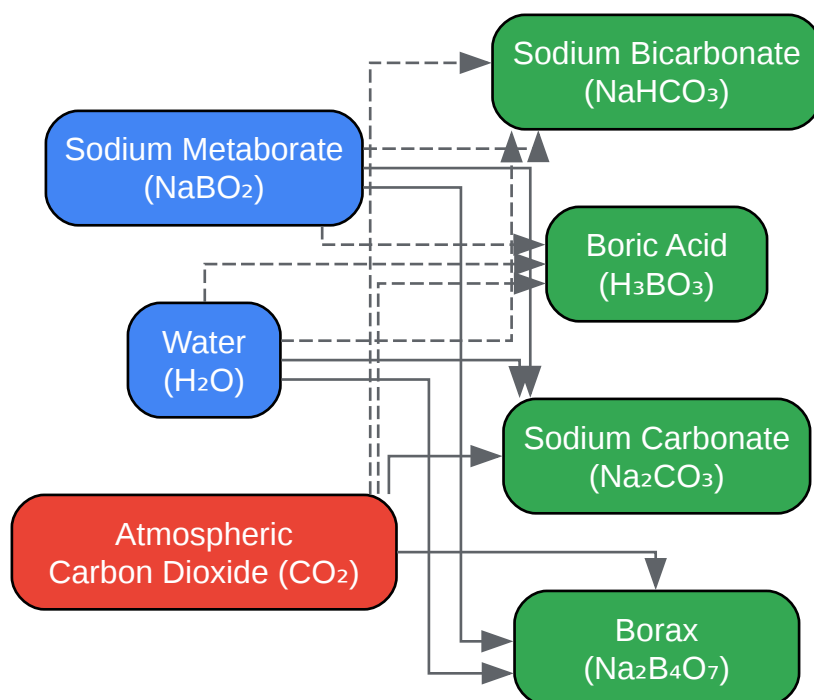 Sodium Bicarbonate
(NaHCO₃)
Sodium Metaborate
(NaBO₂)
Boric Acid
(H₃BO₃)
Water
(H₂O)
Sodium Carbonate
(Na₂CO₃)
Atmospheric
Carbon Dioxide (CO₂)
Borax
(Na₂B₄O₇)